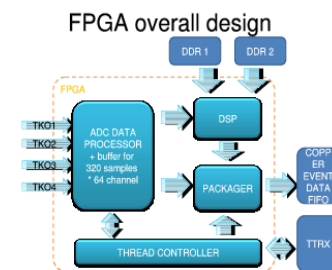 FPGA overall design
DDR 1
DDR 2
FPGA
TKO1
TKO2
TKO3
TKO4
ADC DATA
PROCESSOR
+ buffer for
320 samples
* 64 channel
DSP
PACKAGER
COPP
ER
EVENT
DATA
FIFO
THREAD CONTROLLER
TTRX